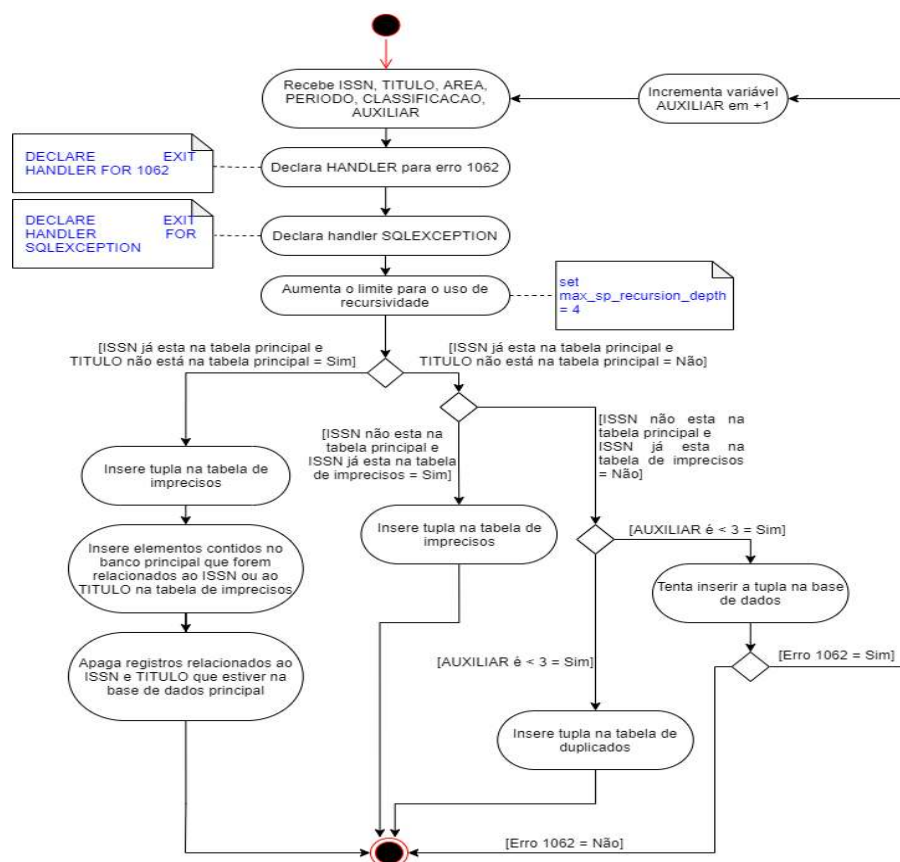 Recebe ISSN, TITULO, AREA,
PERIODO, CLASSIFICACAO,
AUXILIAR
Incrementa variável
AUXILIAR em +1
DECLARE EXIT
HANDLER FOR 1062
Declara HANDLER para erro 1062
DECLARE EXIT
HANDLER FOR
SQLEXCEPTION
Declara handler SQLEXCEPTION
Aumenta o limite para o uso de
recursividade
set
max_sp_recursion_depth
= 4
[ISSN já esta na tabela principal e
TITULO não está na tabela principal = Sim]
[ISSN já esta na tabela principal e
TITULO não está na tabela principal = Não]
[ISSN não esta na
tabela principal e
ISSN já esta na tabela
de imprecisos = Sim]
[ISSN não esta na
tabela principal e
ISSN já esta na
tabela de imprecisos
= Não]
Insere tupla na tabela de
imprecisos
Insere tupla na tabela de
imprecisos
[AUXILIAR é < 3 = Sim]
Insere elementos contidos no
banco principal que forem
relacionados ao ISSN ou ao
TITULO na tabela de imprecisos
Tenta inserir a tupla na base
de dados
Apaga registros relacionados ao
ISSN e TITULO que estiver na
base de dados principal
[AUXILIAR é < 3 = Sim]
[Erro 1062 = Sim]
Insere tupla na tabela de
duplicados
[Erro 1062 = Não]